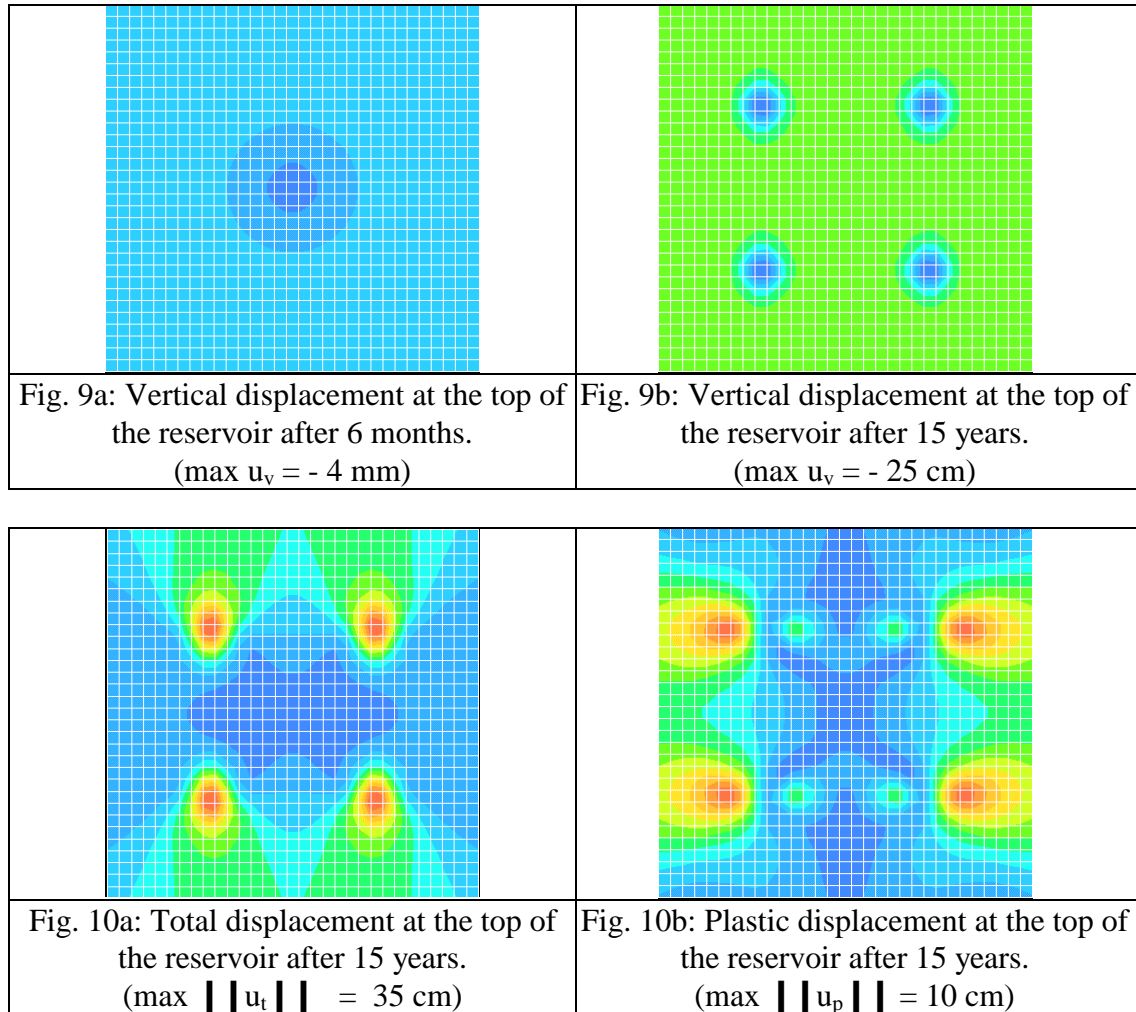 Fig. 9a: Vertical displacement at the top of
the reservoir after 6 months.
(max uᵥ = - 4 mm)
Fig. 9b: Vertical displacement at the top of
the reservoir after 15 years.
(max uᵥ = - 25 cm)
Fig. 10a: Total displacement at the top of
the reservoir after 15 years.
(max ┃┃uₜ┃┃ = 35 cm)
Fig. 10b: Plastic displacement at the top of
the reservoir after 15 years.
(max ┃┃uₚ┃┃ = 10 cm)